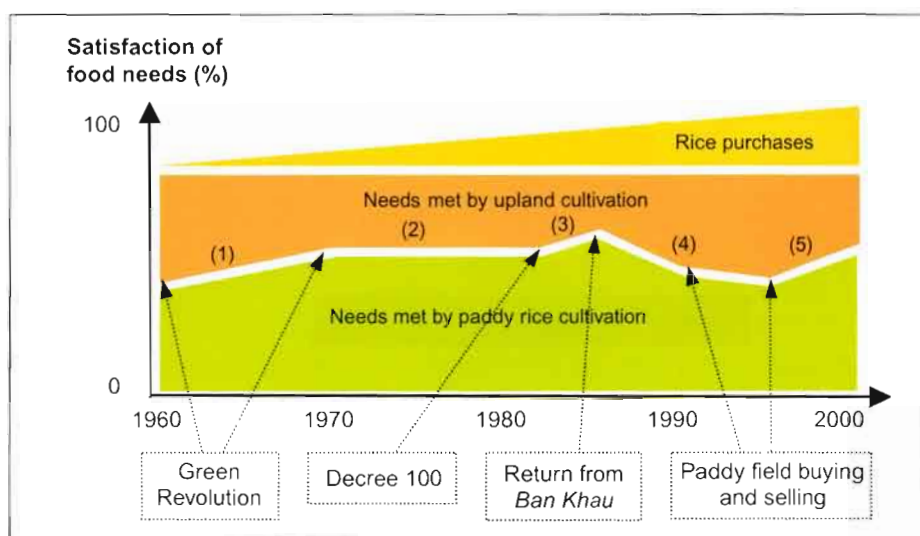 Satisfaction of
food needs (%)
100
Rice purchases
Needs met by upland cultivation
(1)
(2)
(3)
(4)
(5)
Needs met by paddy rice cultivation
0
1960
1970
1980
1990
2000
Green
Revolution
Decree 100
Return from
Ban Khau
Paddy field buying
and selling